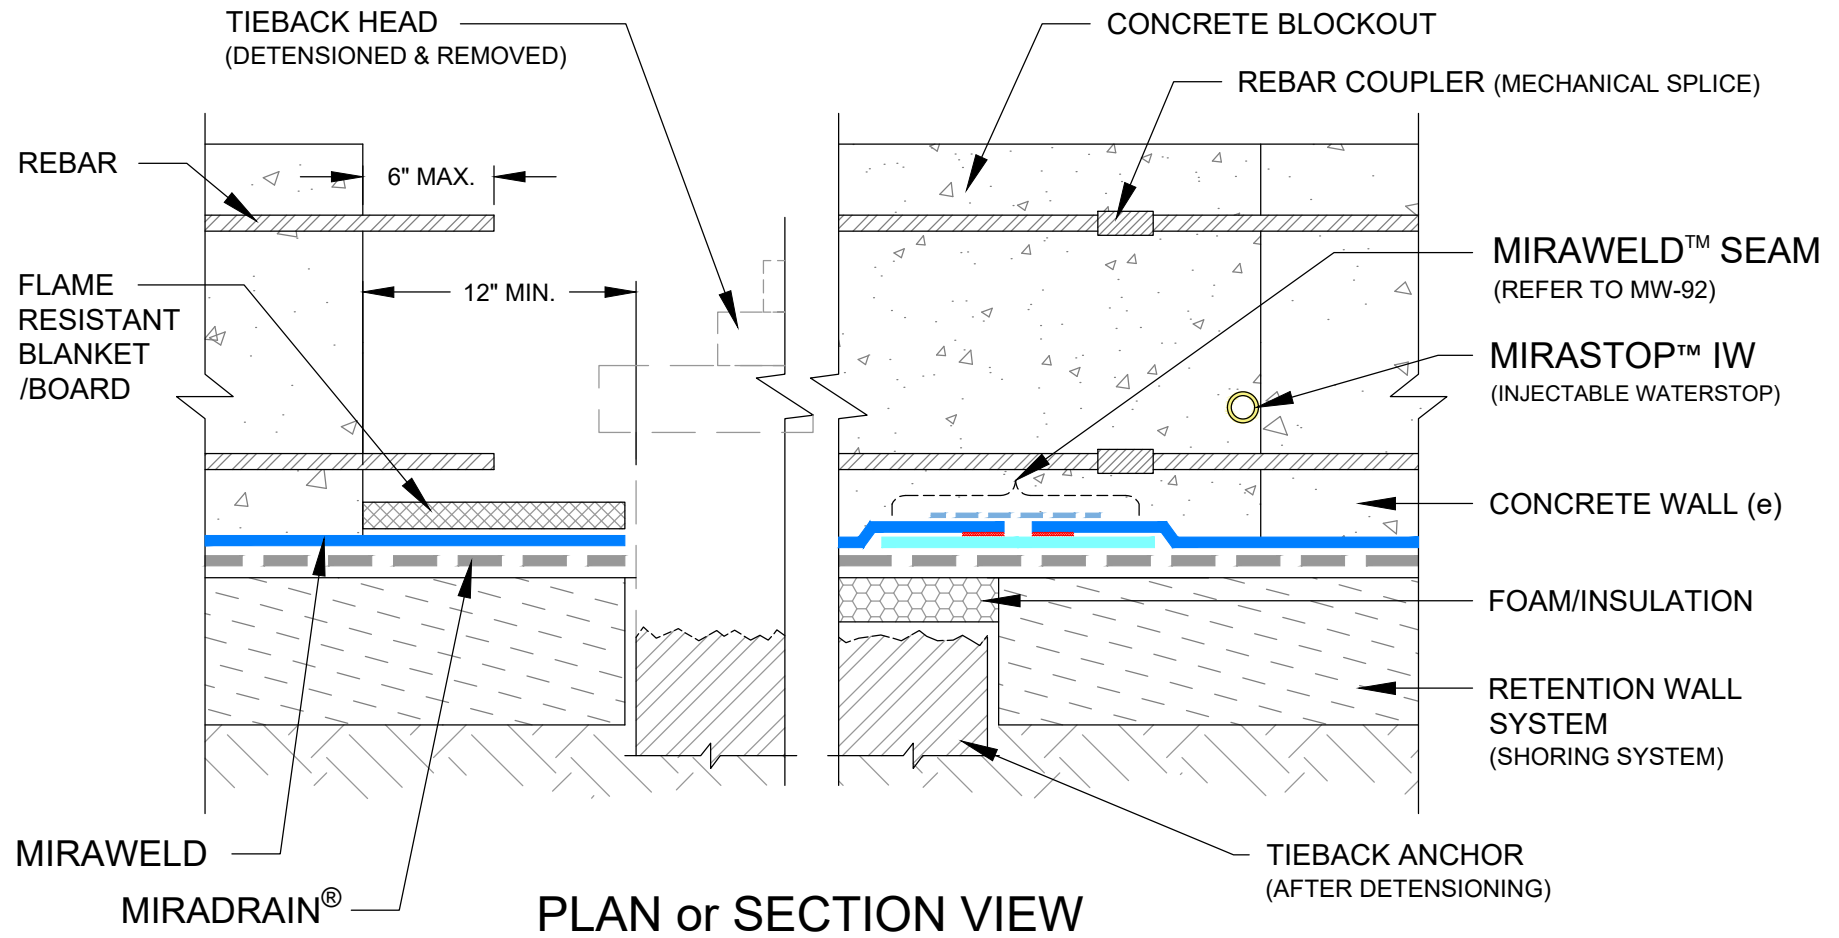 TIEBACK HEAD
(DETENSIONED & REMOVED)
CONCRETE BLOCKOUT
REBAR COUPLER (MECHANICAL SPLICE)
REBAR
6" MAX.
FLAME
RESISTANT
BLANKET
/BOARD
12" MIN.
MIRAWELD™ SEAM
(REFER TO MW-92)
MIRASTOP™ IW
(INJECTABLE WATERSTOP)
CONCRETE WALL (e)
FOAM/INSULATION
RETENTION WALL
SYSTEM
(SHORING SYSTEM)
MIRAWELD
MIRADRAIN®
TIEBACK ANCHOR
(AFTER DETENSIONING)
PLAN or SECTION VIEW